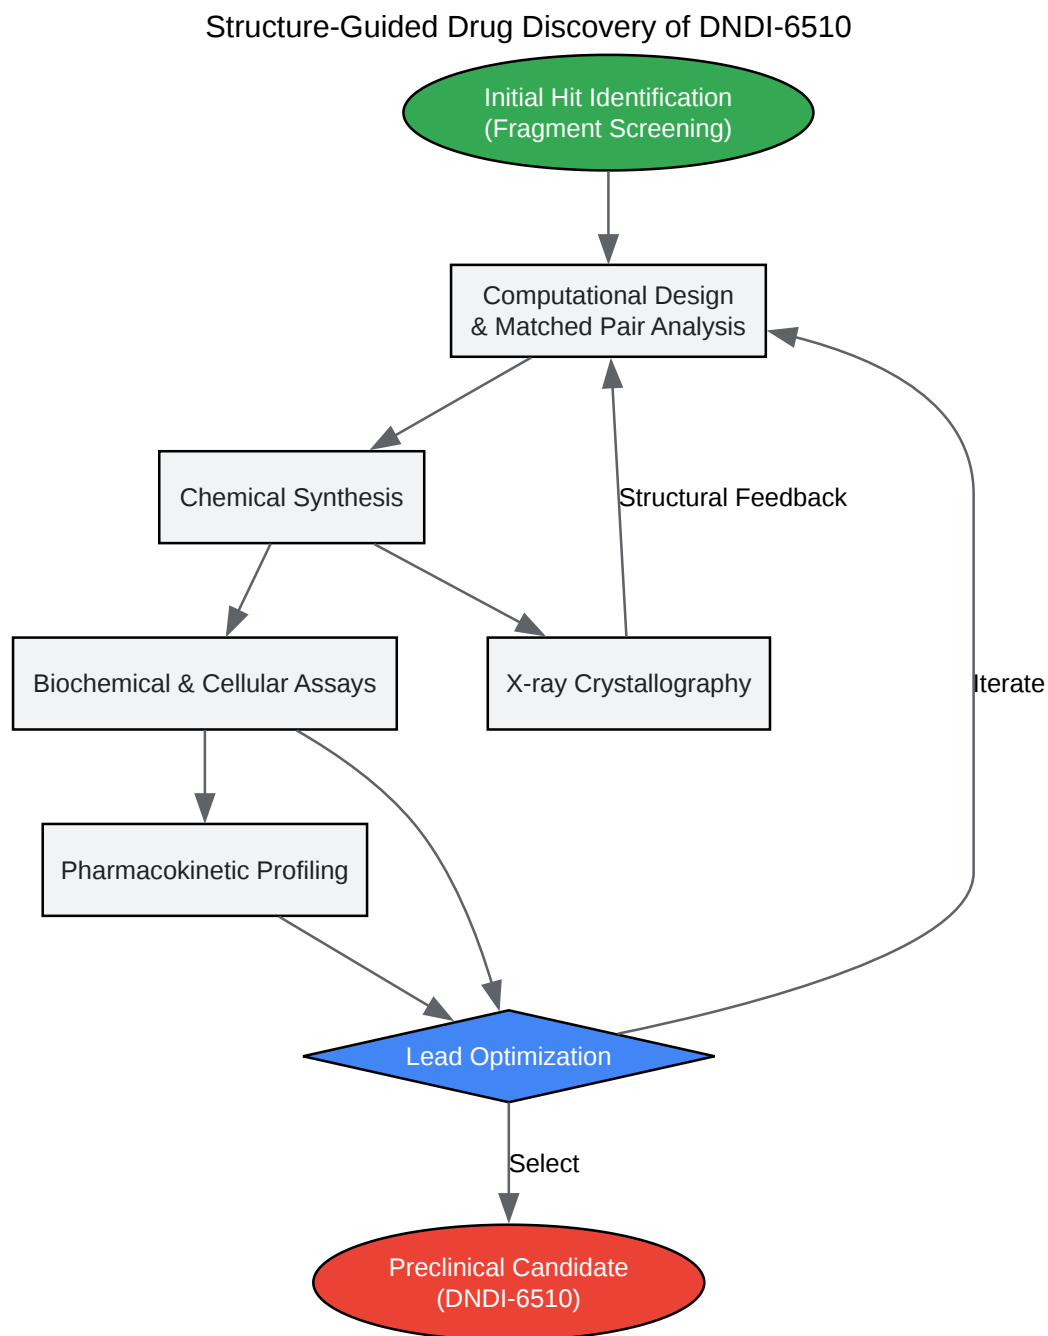 Structure-Guided Drug Discovery of DNDI-6510
Initial Hit Identification
(Fragment Screening)
Computational Design
& Matched Pair Analysis
Chemical Synthesis
Structural Feedback
Biochemical & Cellular Assays
X-ray Crystallography
Iterate
Pharmacokinetic Profiling
Lead Optimization
Select
Preclinical Candidate
(DNDI-6510)